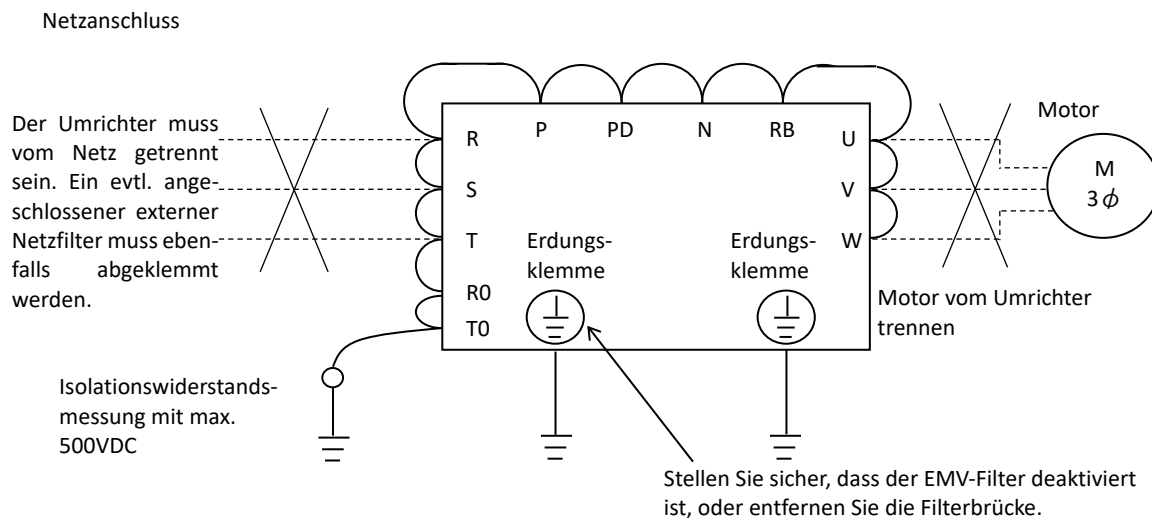 Netzanschluss
Der Umrichter muss
vom Netz getrennt
sein. Ein evtl. ange-
schlossener externer
Netzfilter muss eben-
falls abgeklemmt
werden.
R
S
T
R0
T0
P
PD
N
RB
U
V
W
Erdungs-
klemme
Erdungs-
klemme
Motor
M
3ϕ
Motor vom Umrichter
trennen
Isolationswiderstands-
messung mit max.
500VDC
Stellen Sie sicher, dass der EMV-Filter deaktiviert
ist, oder entfernen Sie die Filterbrücke.